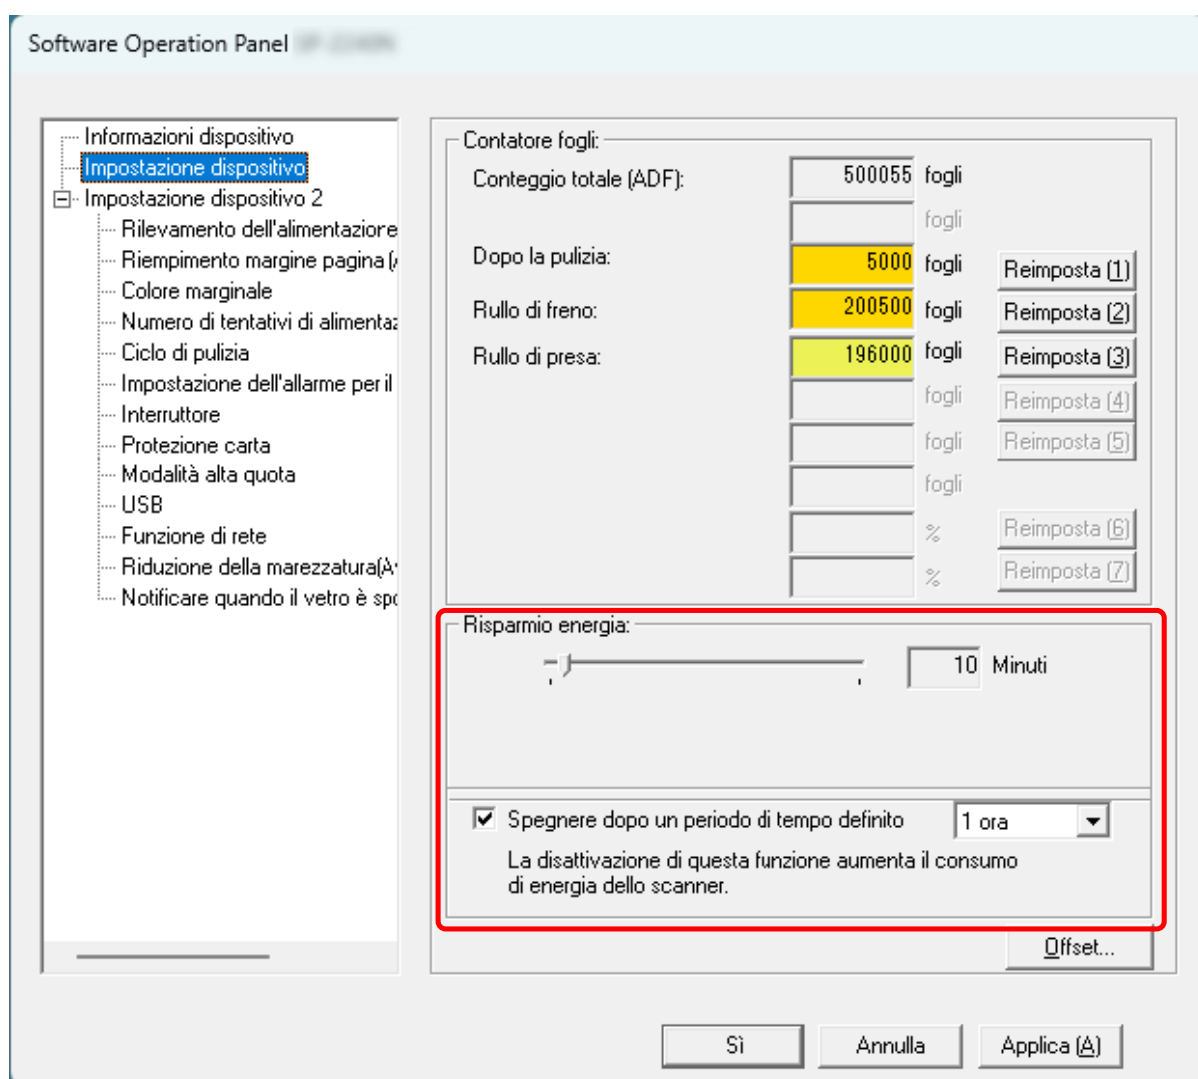 Software Operation Panel
Informazioni dispositivo
Impostazione dispositivo
Impostazione dispositivo 2
Rilevamento dell'alimentazione
Riempimento margine pagina (
Colore marginale
Numero di tentativi di alimentaz
Ciclo di pulizia
Impostazione dell'allarme per il
Interruttore
Protezione carta
Modalità alta quota
USB
Funzione di rete
Riduzione della marezzatura(A
Notificare quando il vetro è spo
Contatore fogli:
Conteggio totale (ADF): 500055 fogli
fogli
Dopo la pulizia: 5000 fogli Reimposta (1)
Rullo di freno: 200500 fogli Reimposta (2)
Rullo di presa: 196000 fogli Reimposta (3)
fogli Reimposta (4)
fogli Reimposta (5)
fogli
% Reimposta (6)
% Reimposta (7)
Risparmio energia:
10 Minuti
Spegnere dopo un periodo di tempo definito 1 ora
La disattivazione di questa funzione aumenta il consumo
di energia dello scanner.
Offset...
Sì Annulla Applica (A)